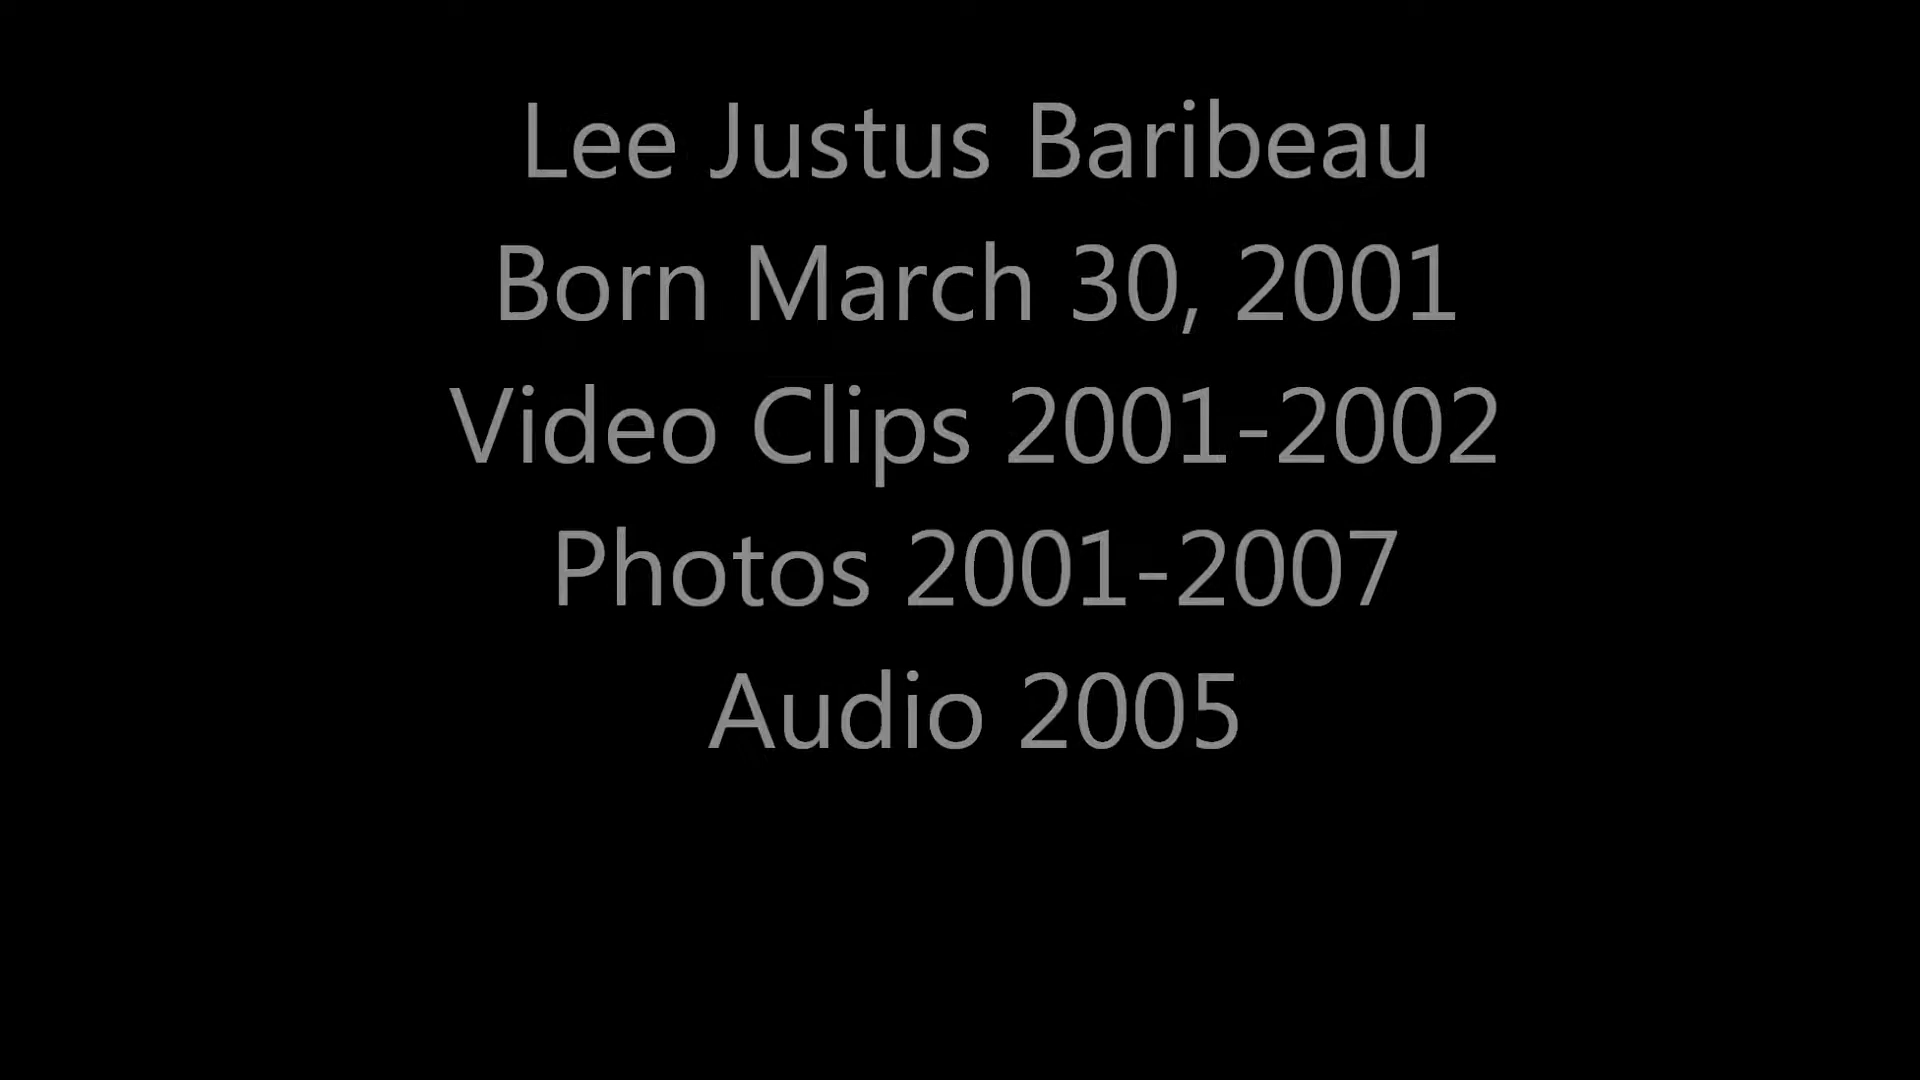 Lee Justus Baribeau
Born March 30, 2001
Video Clips 2001-2002
Photos 2001-2007
Audio 2005